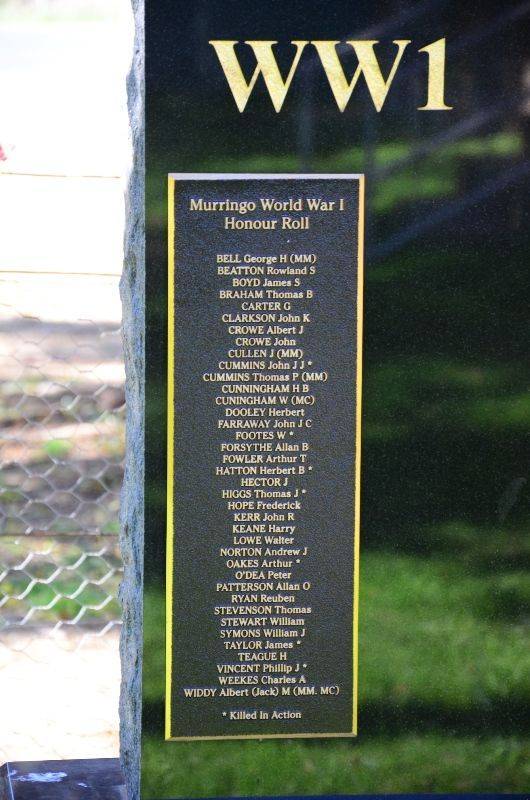 WW1
Murringo World War I
Honour Roll
BELL George H (MM)
BEATTON Rowland S
BOYD James S
BRAHAM Thomas B
CARTER G
CLARKSON John K
CROWE Albert J
CROWE John
CULLEN J (MM)
CUMMINS John J J *
CUMMINS Thomas P (MM)
CUNNINGHAM H B
CUNINGHAM W (MC)
DOOLEY Herbert
FARRAWAY John J C
FOOTES W *
FORSYTHE Allan B
FOWLER Arthur T
HATTON Herbert B *
HECTOR J
HIGGS Thomas J *
HOPE Frederick
KERR John R
KEANE Harry
LOWE Walter
NORTON Andrew J
OAKES Arthur *
O'DEA Peter
PATTERSON Allan O
RYAN Reuben
STEVENSON Thomas
STEWART William
SYMONS William J
TAYLOR James *
TEAGUE H
VINCENT Phillip J *
WEEKES Charles A
WIDDY Albert (Jack) M (MM. MC)
* Killed In Action